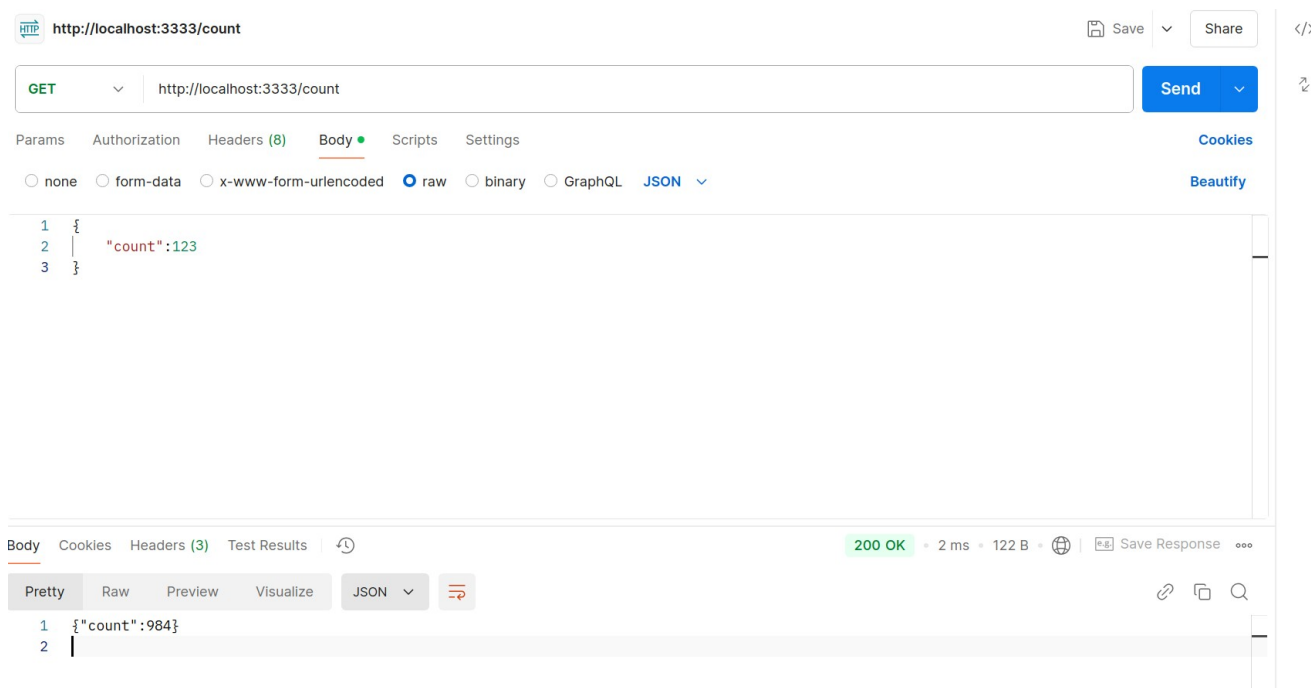 HTTP http://localhost:3333/count Save Share </>
GET http://localhost:3333/count Send
Params Authorization Headers (8) Body Scripts Settings Cookies
none form-data x-www-form-urlencoded raw binary GraphQL JSON Beautify
1 {
2 "count":123
3 }
Body Cookies Headers (3) Test Results 200 OK 2 ms 122 B e.g. Save Response
Pretty Raw Preview Visualize JSON
1 {"count":984}
2